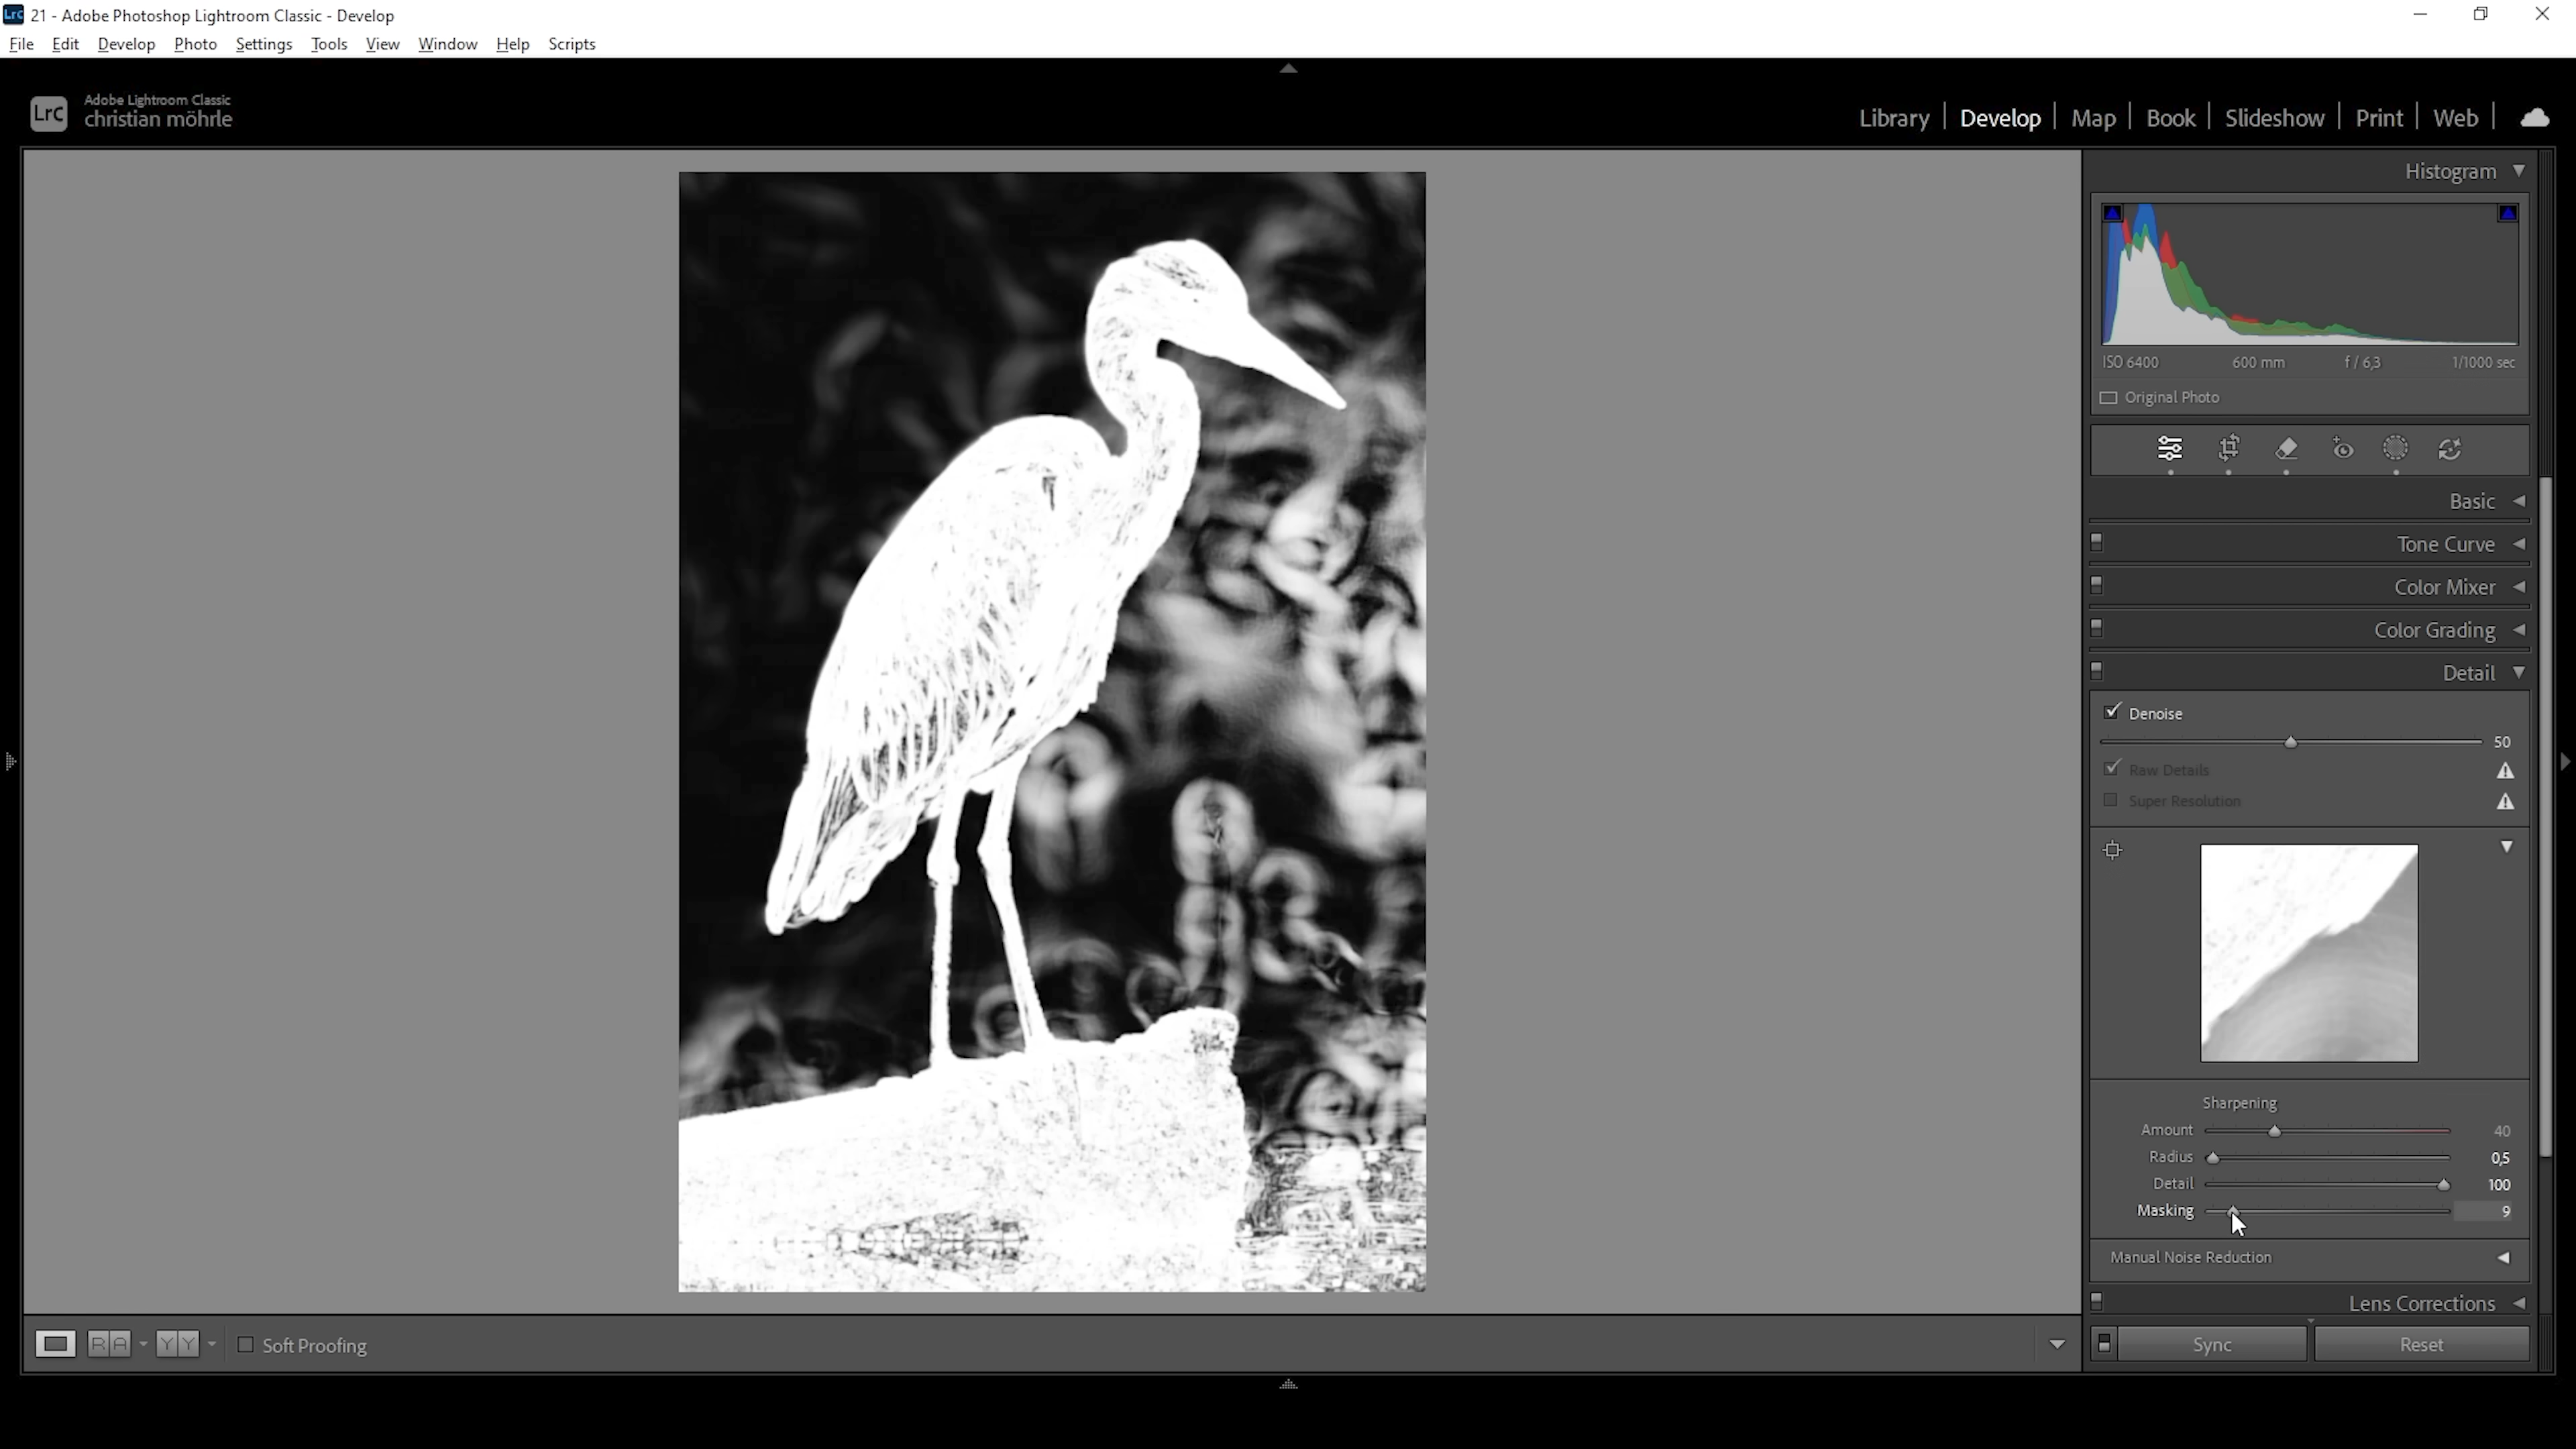 Lrc 21 - Adobe Photoshop Lightroom Classic - Develop
File Edit Develop Photo Settings Tools View Window Help Scripts
Lrc Adobe Lightroom Classic
christian möhrle
Library | Develop | Map | Book | Slideshow | Print | Web |
Histogram
ISO 6400 600 mm f / 6,3 1/1000 sec
Original Photo
Basic
Tone Curve
Color Mixer
Color Grading
Detail
Denoise
50
Raw Details
Super Resolution
Sharpening
Amount 40
Radius 0,5
Detail 100
Masking 9
Manual Noise Reduction
Lens Corrections
R A Y Y Soft Proofing
Sync Reset